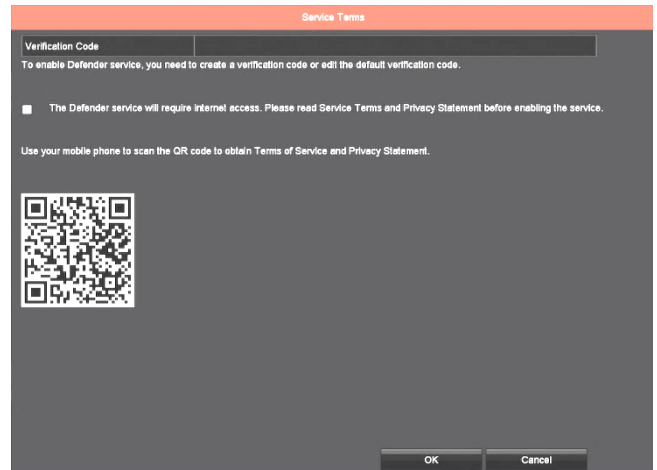 Service Terms
Verification Code
To enable Defender service, you need to create a verification code or edit the default verification code.
The Defender service will require internet access. Please read Service Terms and Privacy Statement before enabling the service.
Use your mobile phone to scan the QR code to obtain Terms of Service and Privacy Statement.
OK Cancel